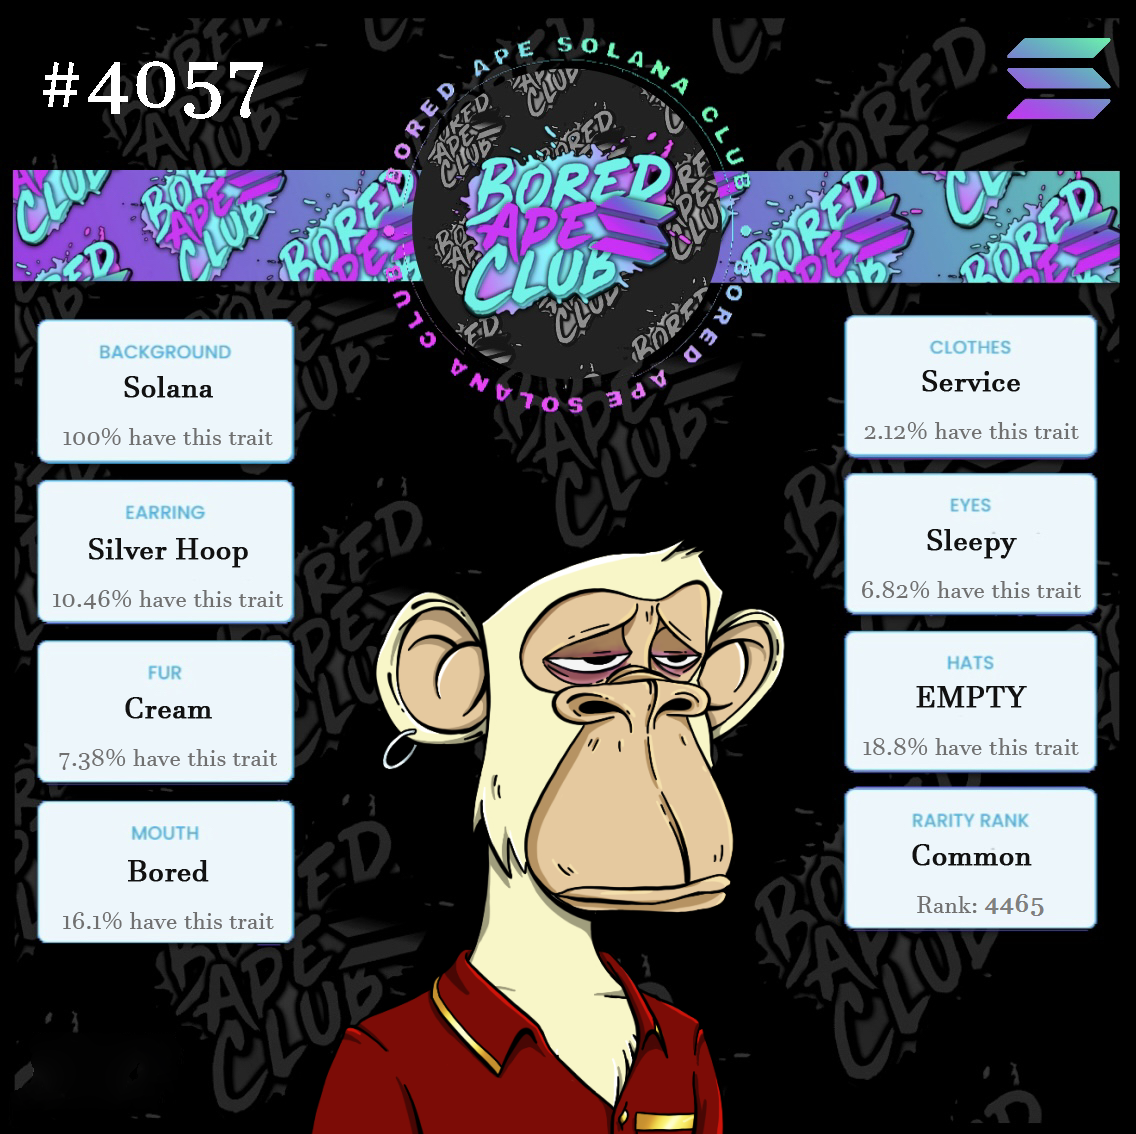 #4057
BORED APE SOLANA CLUB
BORED APE SOLANA CLUB
BORED
APE
CLUB
BACKGROUND
Solana
100% have this trait
EARRING
Silver Hoop
10.46% have this trait
FUR
Cream
7.38% have this trait
MOUTH
Bored
16.1% have this trait
CLOTHES
Service
2.12% have this trait
EYES
Sleepy
6.82% have this trait
HATS
EMPTY
18.8% have this trait
RARITY RANK
Common
Rank: 4465